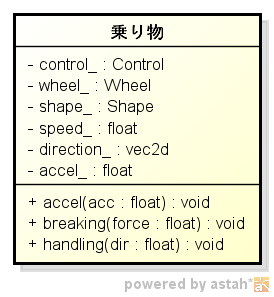 乗り物
- control_ : Control
- wheel_ : Wheel
- shape_ : Shape
- speed_ : float
- direction_ : vec2d
- accel_ : float
+ accel(acc : float) : void
+ breaking(force : float) : void
+ handling(dir : float) : void
powered by astah*